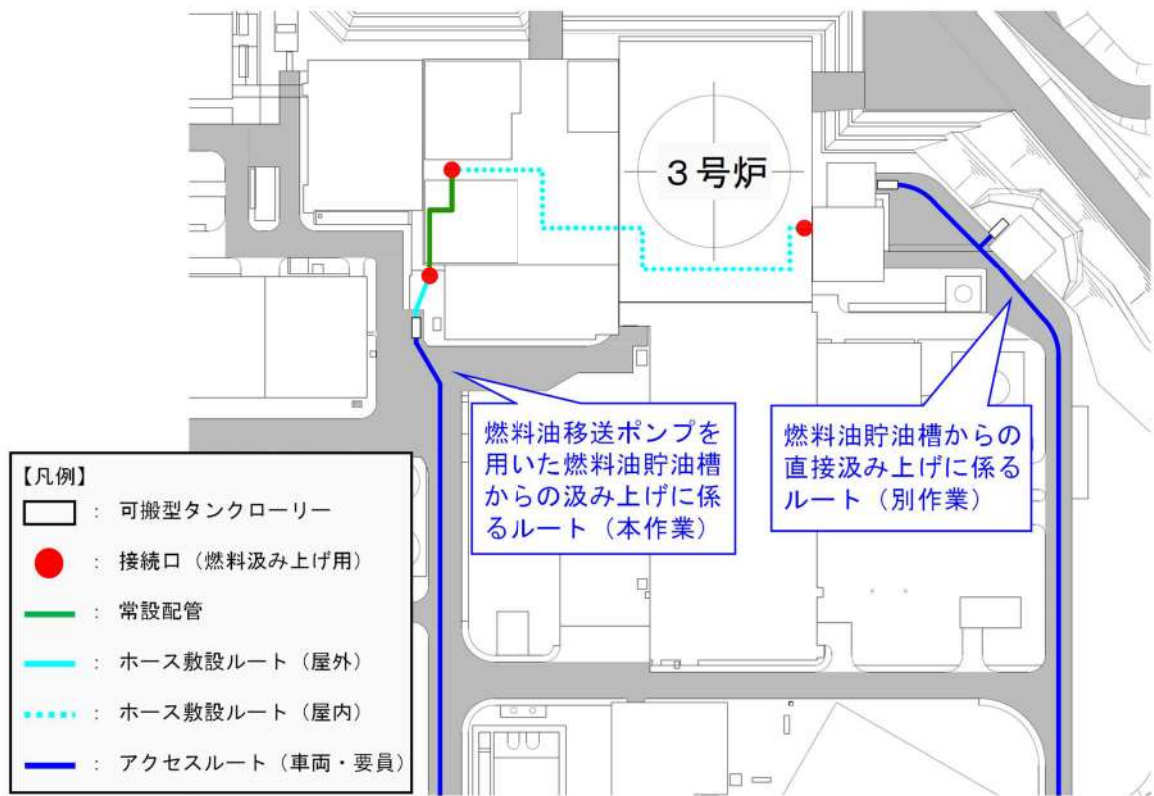 3号炉
燃料油移送ポンプを
用いた燃料油貯油槽
からの汲み上げに係
るルート（本作業）
燃料油貯油槽からの
直接汲み上げに係る
ルート（別作業）
【凡例】
： 可搬型タンクローリー
： 接続口（燃料汲み上げ用）
： 常設配管
： ホース敷設ルート（屋外）
： ホース敷設ルート（屋内）
： アクセスルート（車両・要員）